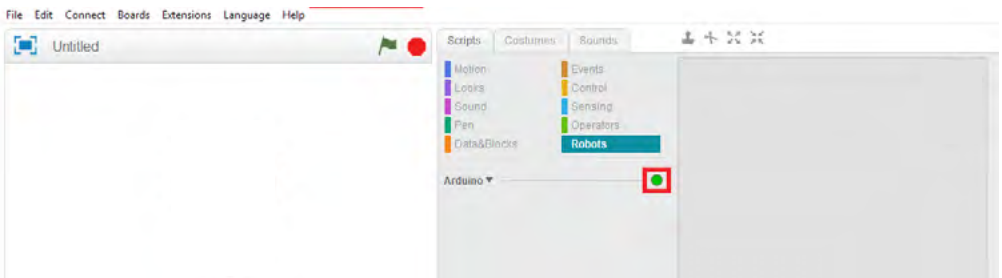 File Edit Connect Boards Extensions Language Help
Untitled
Scripts Costumes Sounds
Motion Events
Looks Control
Sound Sensing
Pen Operators
Data&Blocks Robots
Arduino